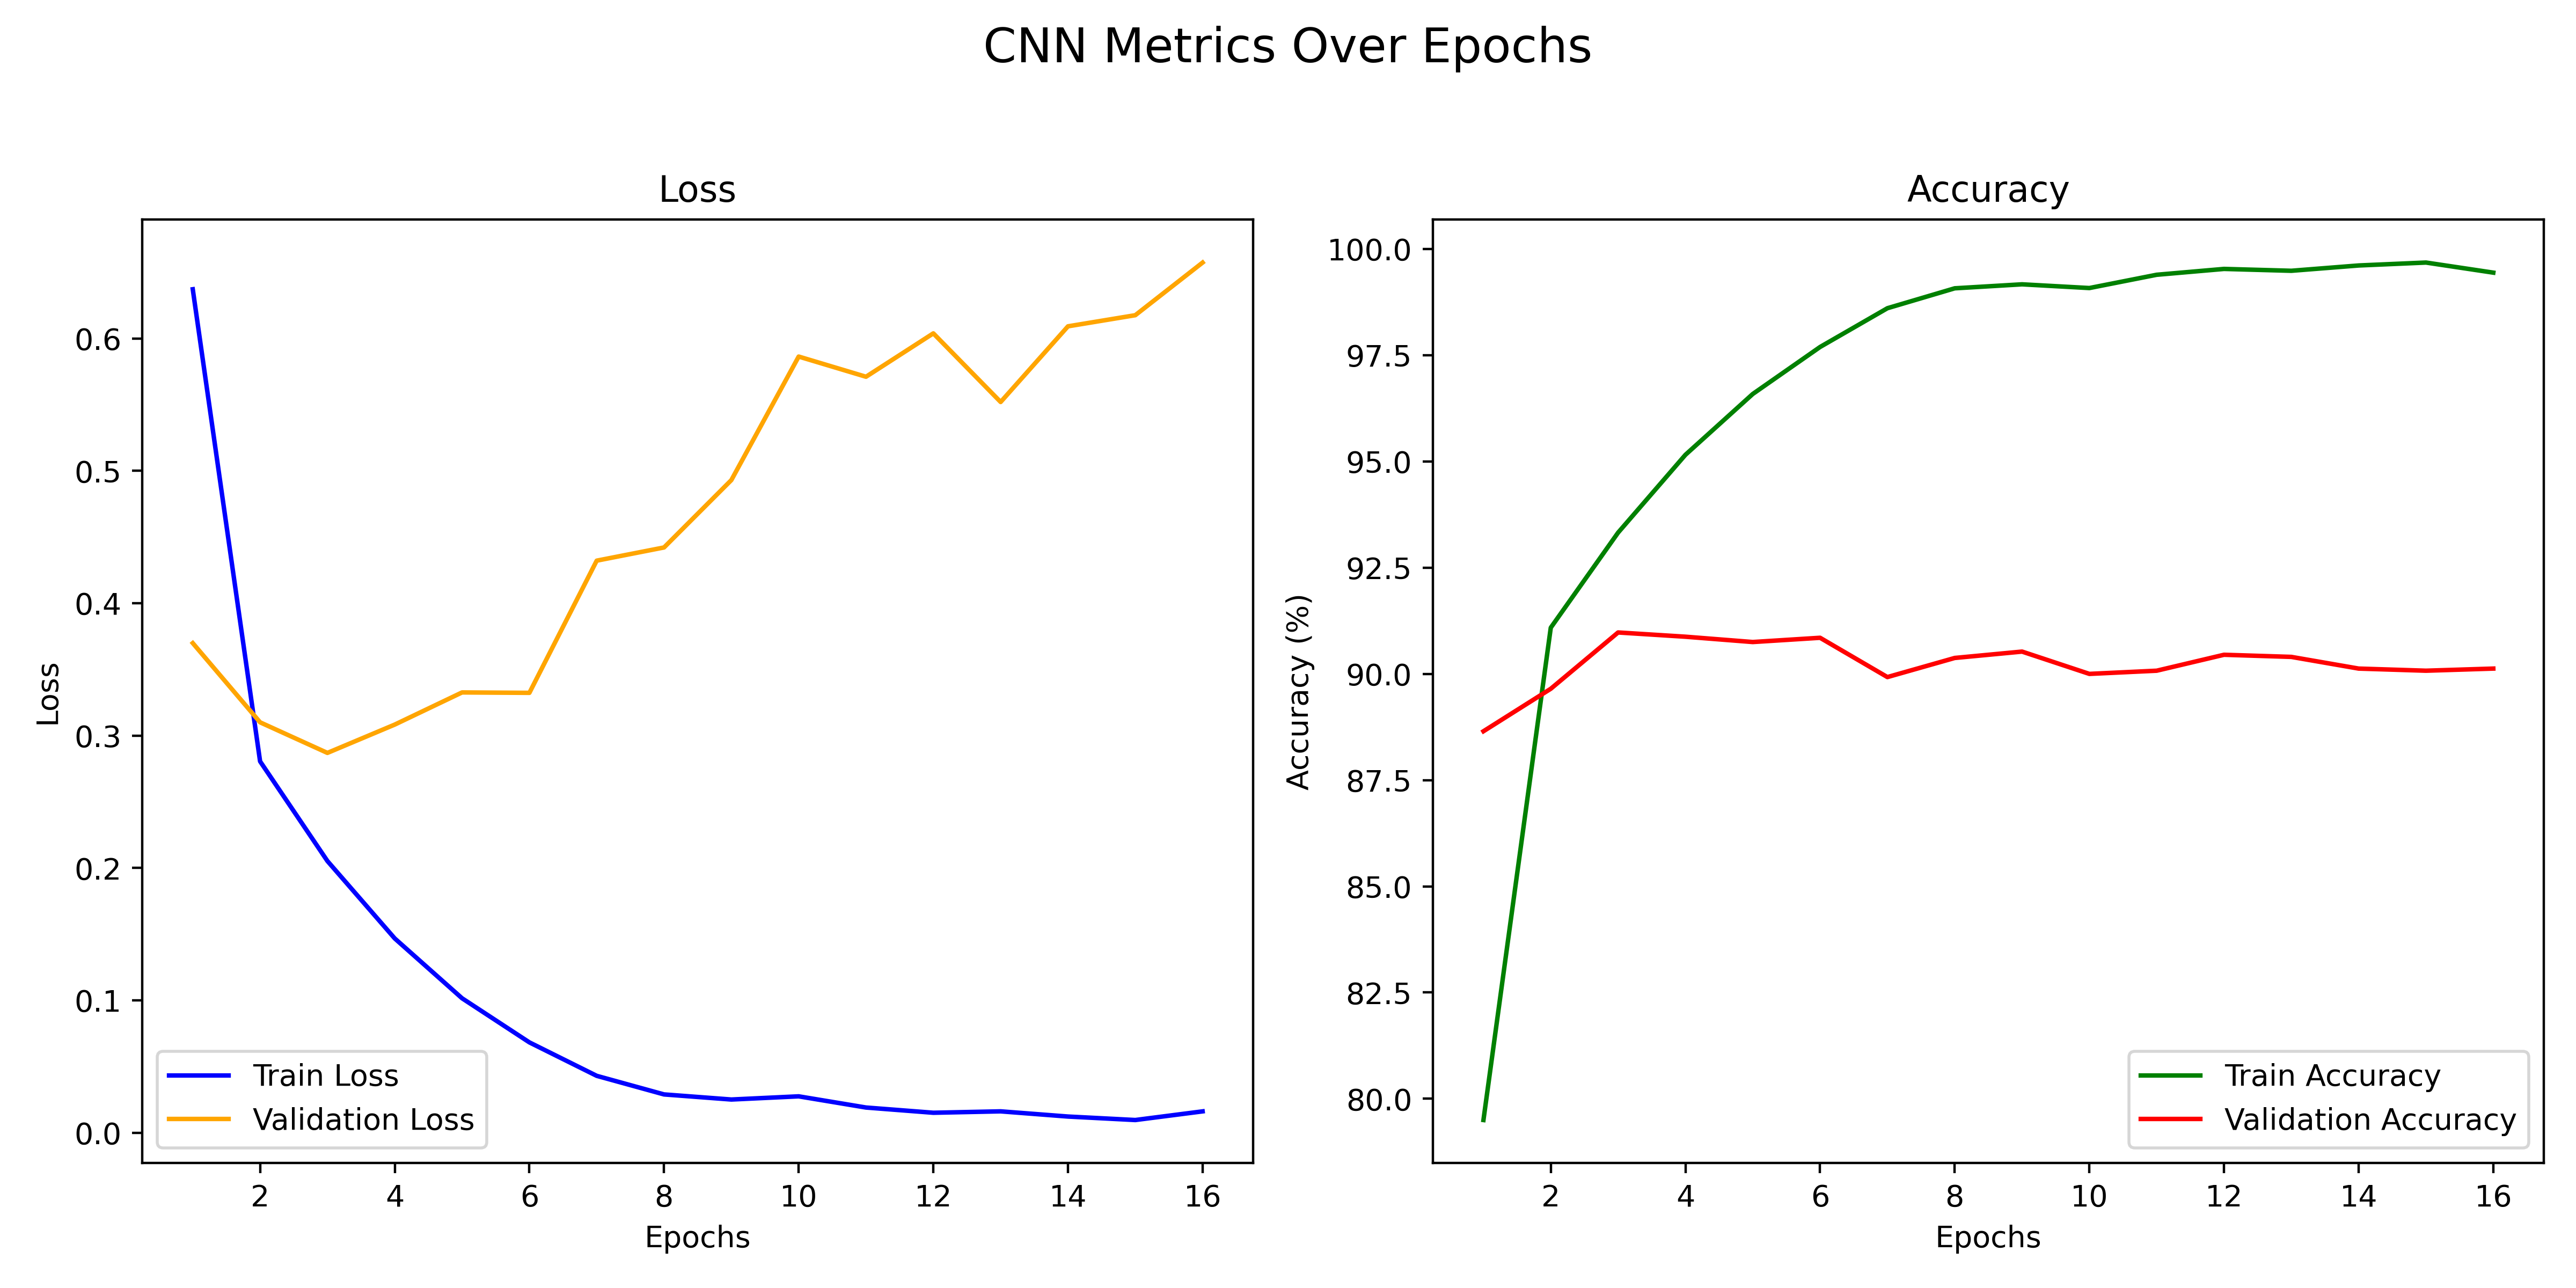 CNN Metrics Over Epochs
Loss
Loss
0.6
0.5
0.4
0.3
0.2
0.1
0.0
Train Loss
Validation Loss
2 4 6 8 10 12 14 16
Epochs
Accuracy
Accuracy (%)
100.0
97.5
95.0
92.5
90.0
87.5
85.0
82.5
80.0
Train Accuracy
Validation Accuracy
2 4 6 8 10 12 14 16
Epochs